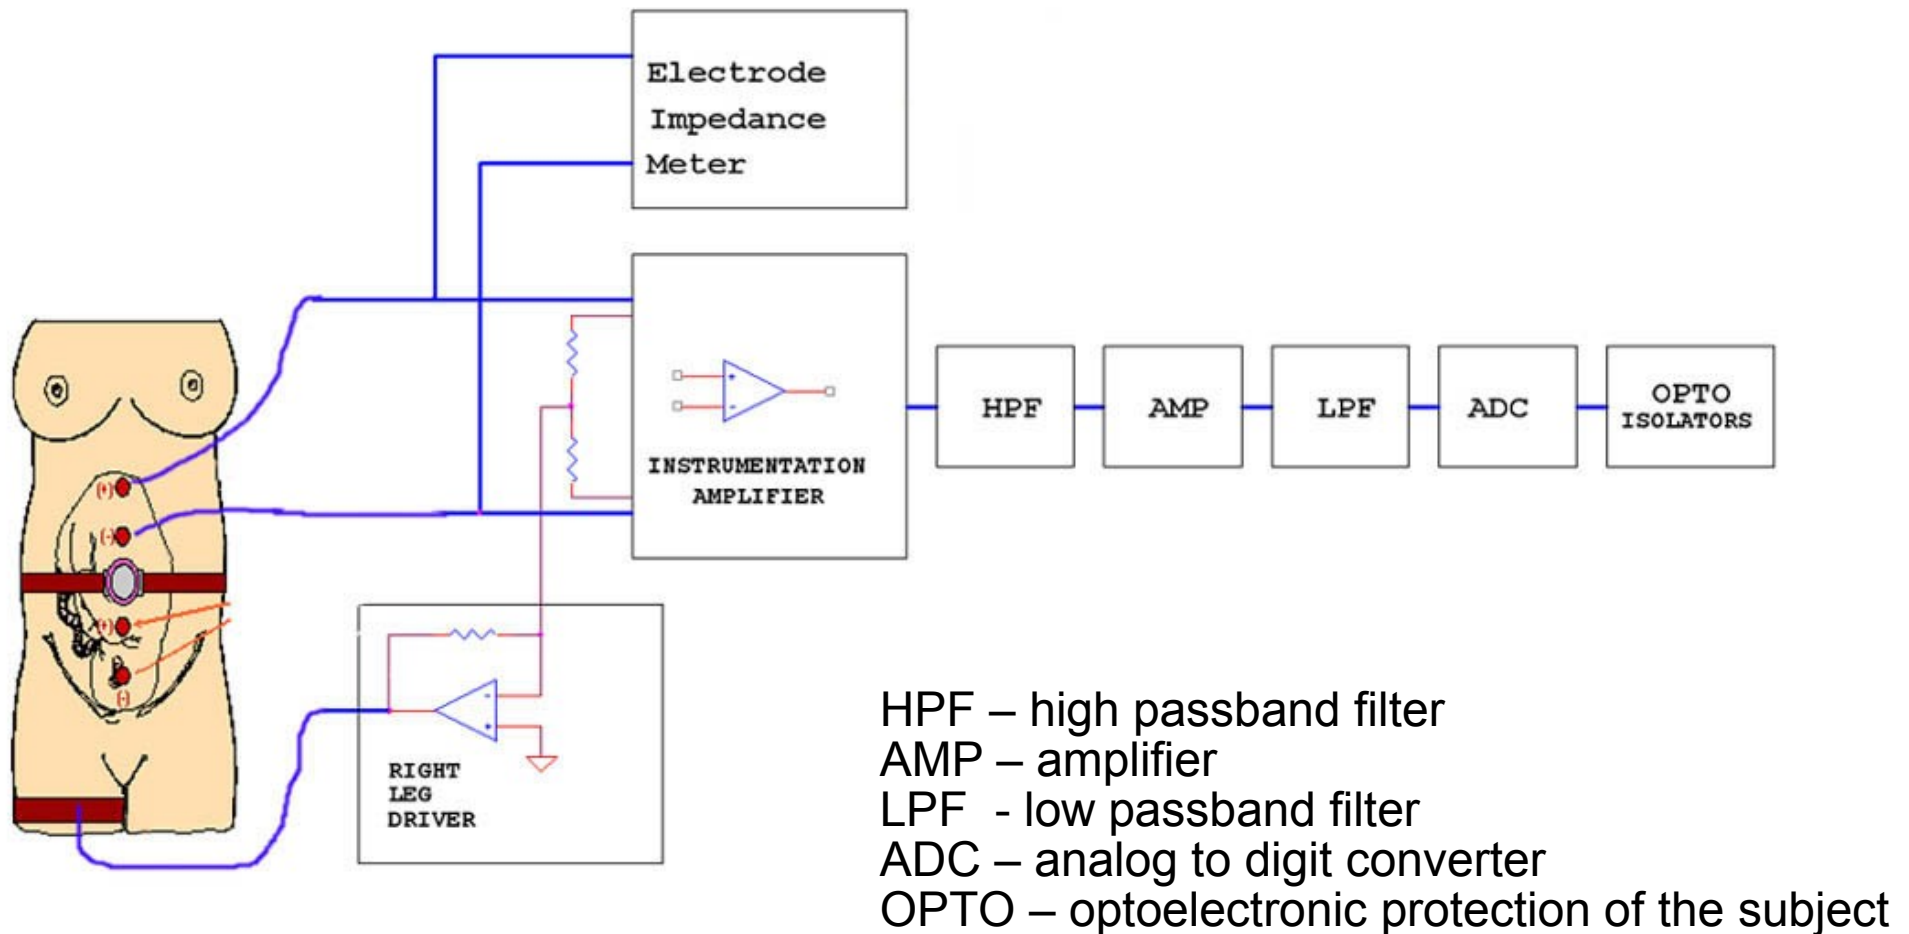 Electrode
Impedance
Meter
(+)
(-)
(+)
(-)
+
-
INSTRUMENTATION
AMPLIFIER
HPF
AMP
LPF
ADC
OPTO
ISOLATORS
-
+
RIGHT
LEG
DRIVER
HPF – high passband filter
AMP – amplifier
LPF - low passband filter
ADC – analog to digit converter
OPTO – optoelectronic protection of the subject